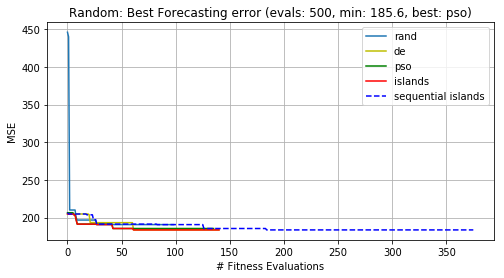 Random: Best Forecasting error (evals: 500, min: 185.6, best: pso)
450
400
350
300
250
200
MSE
rand
de
pso
islands
sequential islands
0 50 100 150 200 250 300 350
# Fitness Evaluations